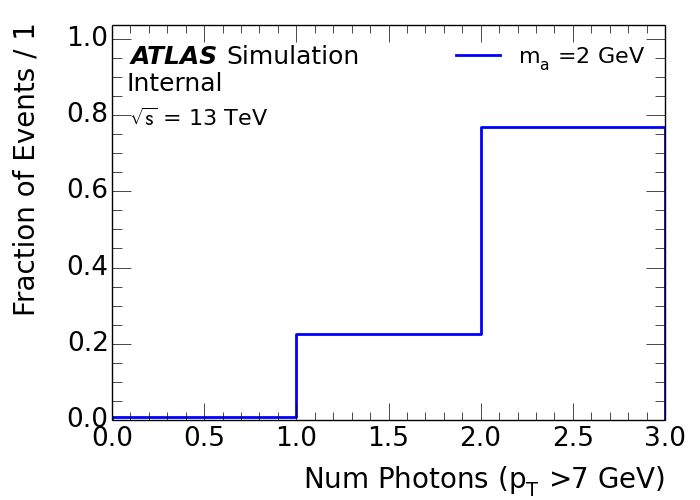 Fraction of Events / 1
1.0
0.8
0.6
0.4
0.2
0.0
ATLAS Simulation
Internal
√s = 13 TeV
mₐ =2 GeV
0.0 0.5 1.0 1.5 2.0 2.5 3.0
Num Photons (p_T >7 GeV)